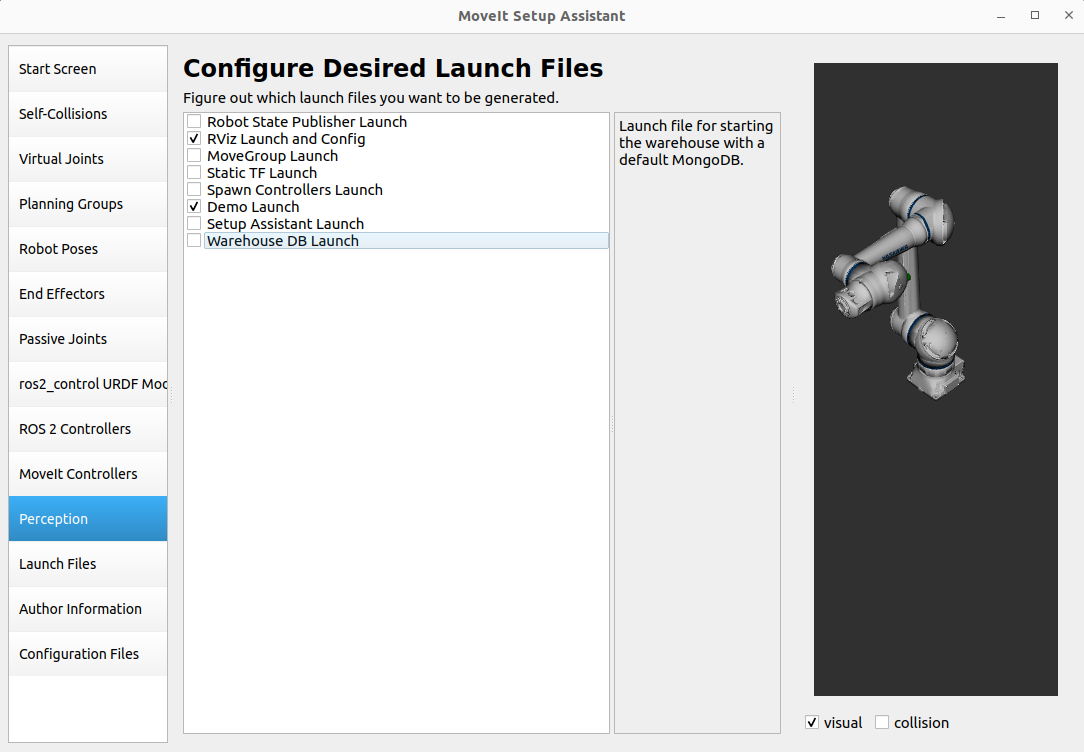 MoveIt Setup Assistant
Start Screen
Self-Collisions
Virtual Joints
Planning Groups
Robot Poses
End Effectors
Passive Joints
ros2_control URDF Moc
ROS 2 Controllers
MoveIt Controllers
Perception
Launch Files
Author Information
Configuration Files
Configure Desired Launch Files
Figure out which launch files you want to be generated.
Robot State Publisher Launch
RViz Launch and Config
MoveGroup Launch
Static TF Launch
Spawn Controllers Launch
Demo Launch
Setup Assistant Launch
Warehouse DB Launch
Launch file for starting
the warehouse with a
default MongoDB.
visual
collision